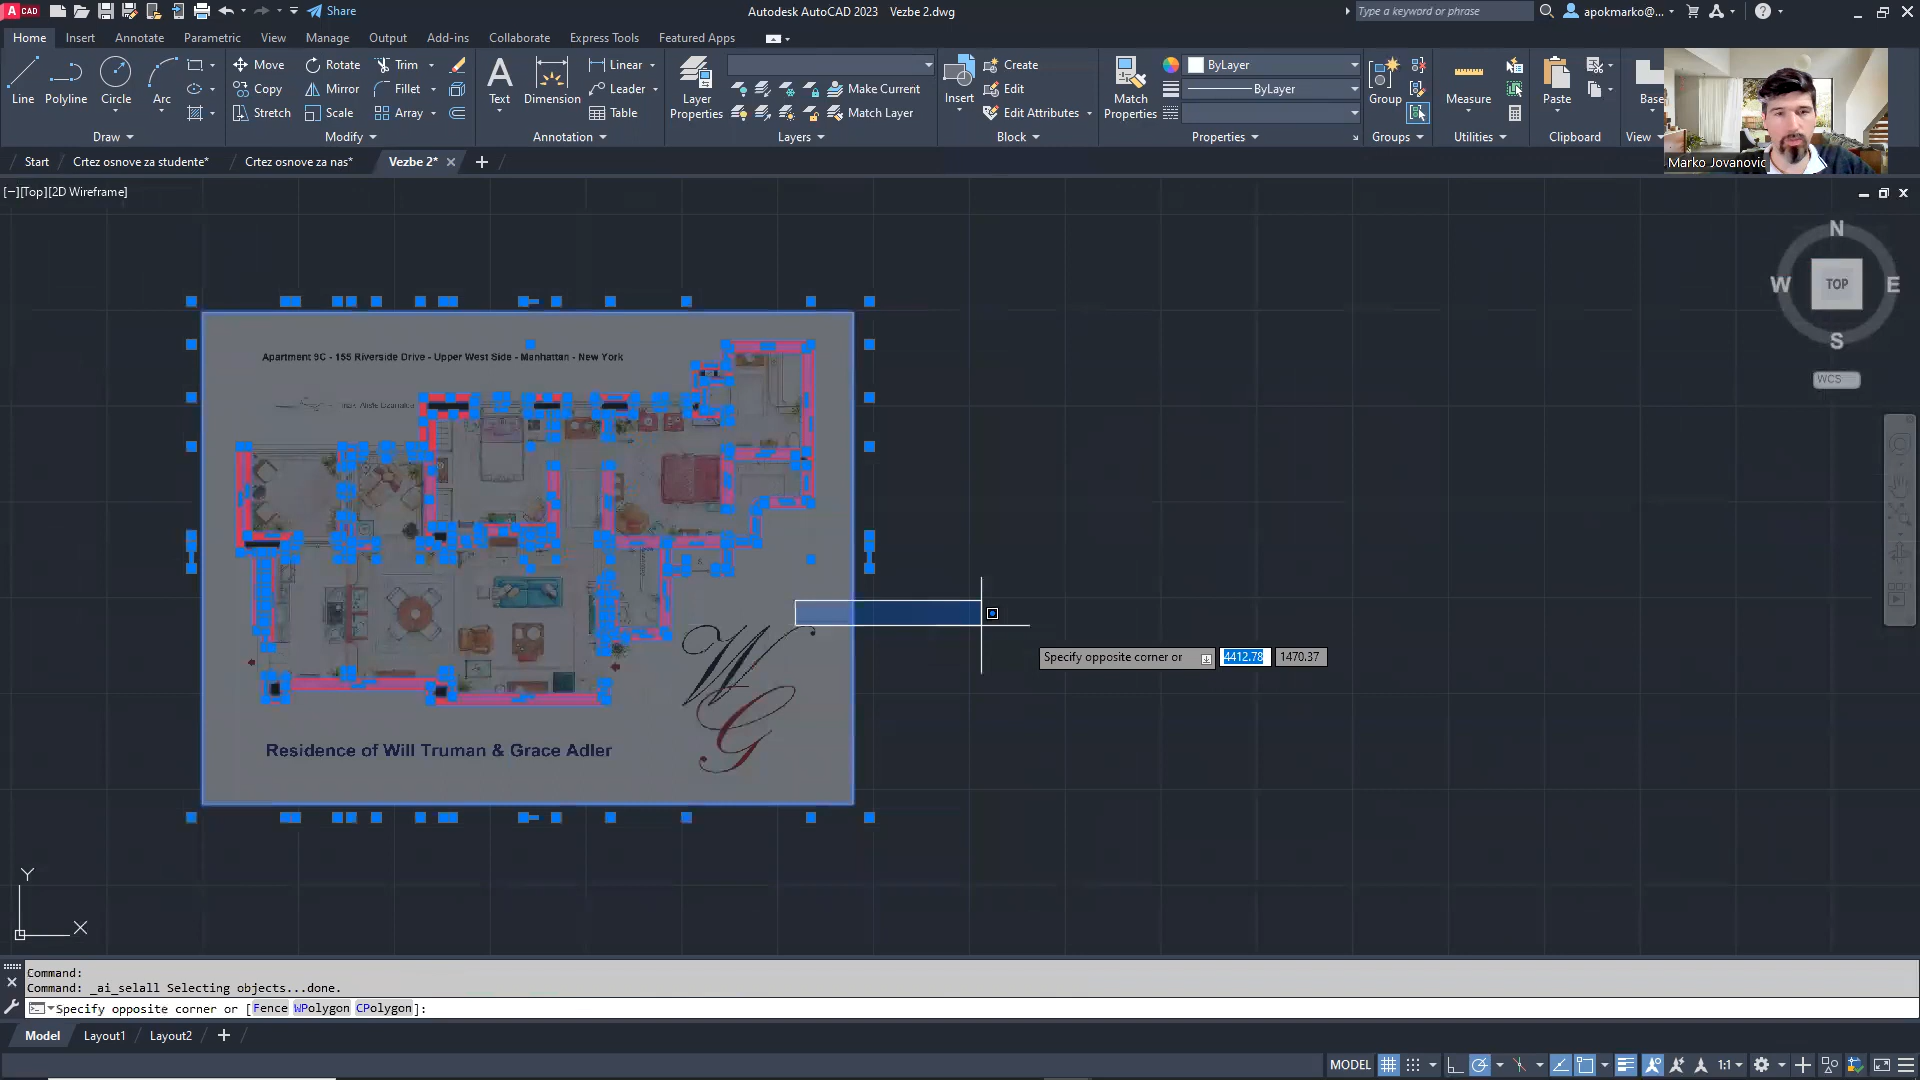 CAD
Share
Autodesk AutoCAD 2023 Vezbe 2.dwg
Type a keyword or phrase
apokmarko@...
Home Insert Annotate Parametric View Manage Output Add-ins Collaborate Express Tools Featured Apps
Line Polyline Circle Arc
Move Rotate Trim
Copy Mirror Fillet
Stretch Scale Array
Text Dimension
Linear
Leader
Table
Layer Properties
Make Current
Match Layer
Insert
Create
Edit
Edit Attributes
Match Properties
ByLayer
ByLayer
Group
Measure
Paste
Base
Draw Modify Annotation Layers Block Properties Groups Utilities Clipboard View
Marko Jovanovic
Start Crtez osnove za studente* Crtez osnove za nas* Vezbe 2*
[−][Top][2D Wireframe]
N
W TOP E
S
WCS
Apartment 9C - 155 Riverside Drive - Upper West Side - Manhattan - New York
WG
Residence of Will Truman & Grace Adler
Specify opposite corner or 4412.78 1470.37
Y
X
Command:
Command: _ai_selall Selecting objects...done.
Specify opposite corner or [Fence WPolygon CPolygon]:
Model Layout1 Layout2
MODEL 1:1